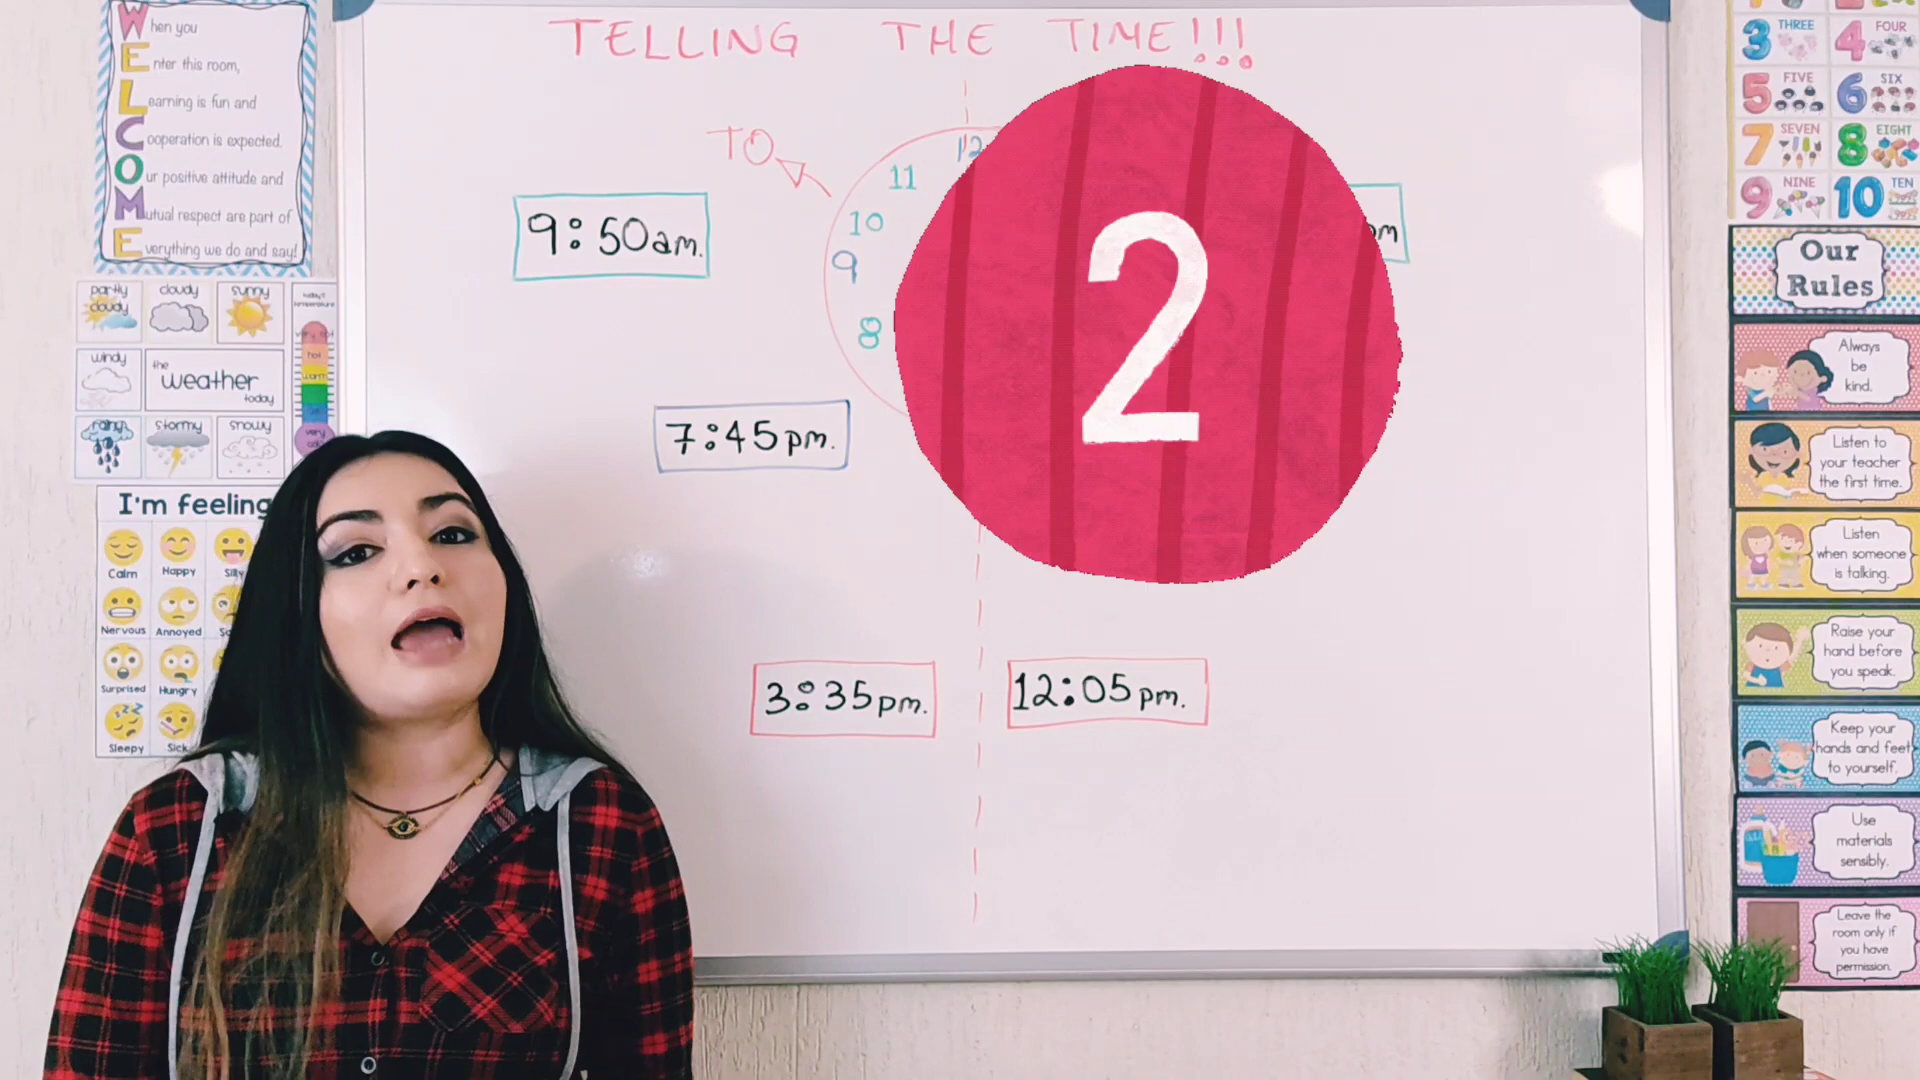 TELLING THE TIME!!!
TO
12
11
10
9
8
9:50am.
pm
7:45pm.
3:35pm.
12:05pm.
2
When you
Enter this room,
Learning is fun and
Cooperation is expected.
Our positive attitude and
Mutual respect are part of
Everything we do and say!
partly cloudy
cloudy
sunny
windy
the
weather
today
rainy
stormy
snowy
today's
temperature
hot
warm
very
I'm feeling
Calm
Happy
Silly
Nervous
Annoyed
Surprised
Hungry
Sleepy
Sick
3 THREE
4 FOUR
5 FIVE
6 SIX
7 SEVEN
8 EIGHT
9 NINE
10 TEN
Our
Rules
Always
be
kind.
Listen to
your teacher
the first time.
Listen
when someone
is talking.
Raise your
hand before
you speak.
Keep your
hands and feet
to yourself.
Use
materials
sensibly.
Leave the
room only if
you have
permission.